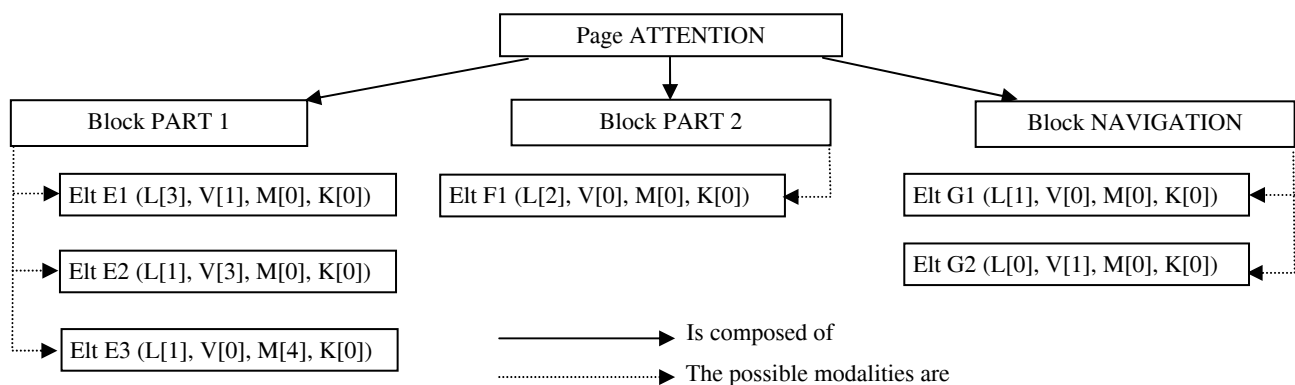 Page ATTENTION
Block PART 1
Block PART 2
Block NAVIGATION
Elt E1 (L[3], V[1], M[0], K[0])
Elt F1 (L[2], V[0], M[0], K[0])
Elt G1 (L[1], V[0], M[0], K[0])
Elt E2 (L[1], V[3], M[0], K[0])
Elt G2 (L[0], V[1], M[0], K[0])
Elt E3 (L[1], V[0], M[4], K[0])
Is composed of
The possible modalities are